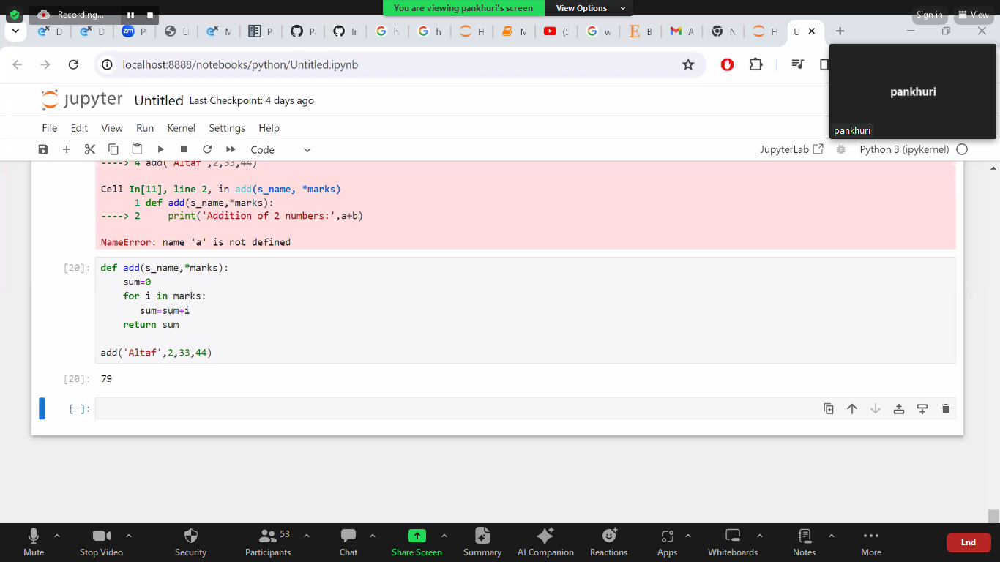 Recording...
You are viewing pankhuri's screen
View Options
Sign in
View
localhost:8888/notebooks/python/Untitled.ipynb
jupyter Untitled Last Checkpoint: 4 days ago
pankhuri
pankhuri
File Edit View Run Kernel Settings Help
Code
JupyterLab
Python 3 (ipykernel)
----> 4 add('Altaf',2,33,44)
Cell In[11], line 2, in add(s_name, *marks)
1 def add(s_name,*marks):
----> 2 print('Addition of 2 numbers:',a+b)
NameError: name 'a' is not defined
[20]:
def add(s_name,*marks):
sum=0
for i in marks:
sum=sum+i
return sum
add('Altaf',2,33,44)
[20]: 79
[ ]:
53
Mute Stop Video Security Participants Chat Share Screen Summary AI Companion Reactions Apps Whiteboards Notes More End